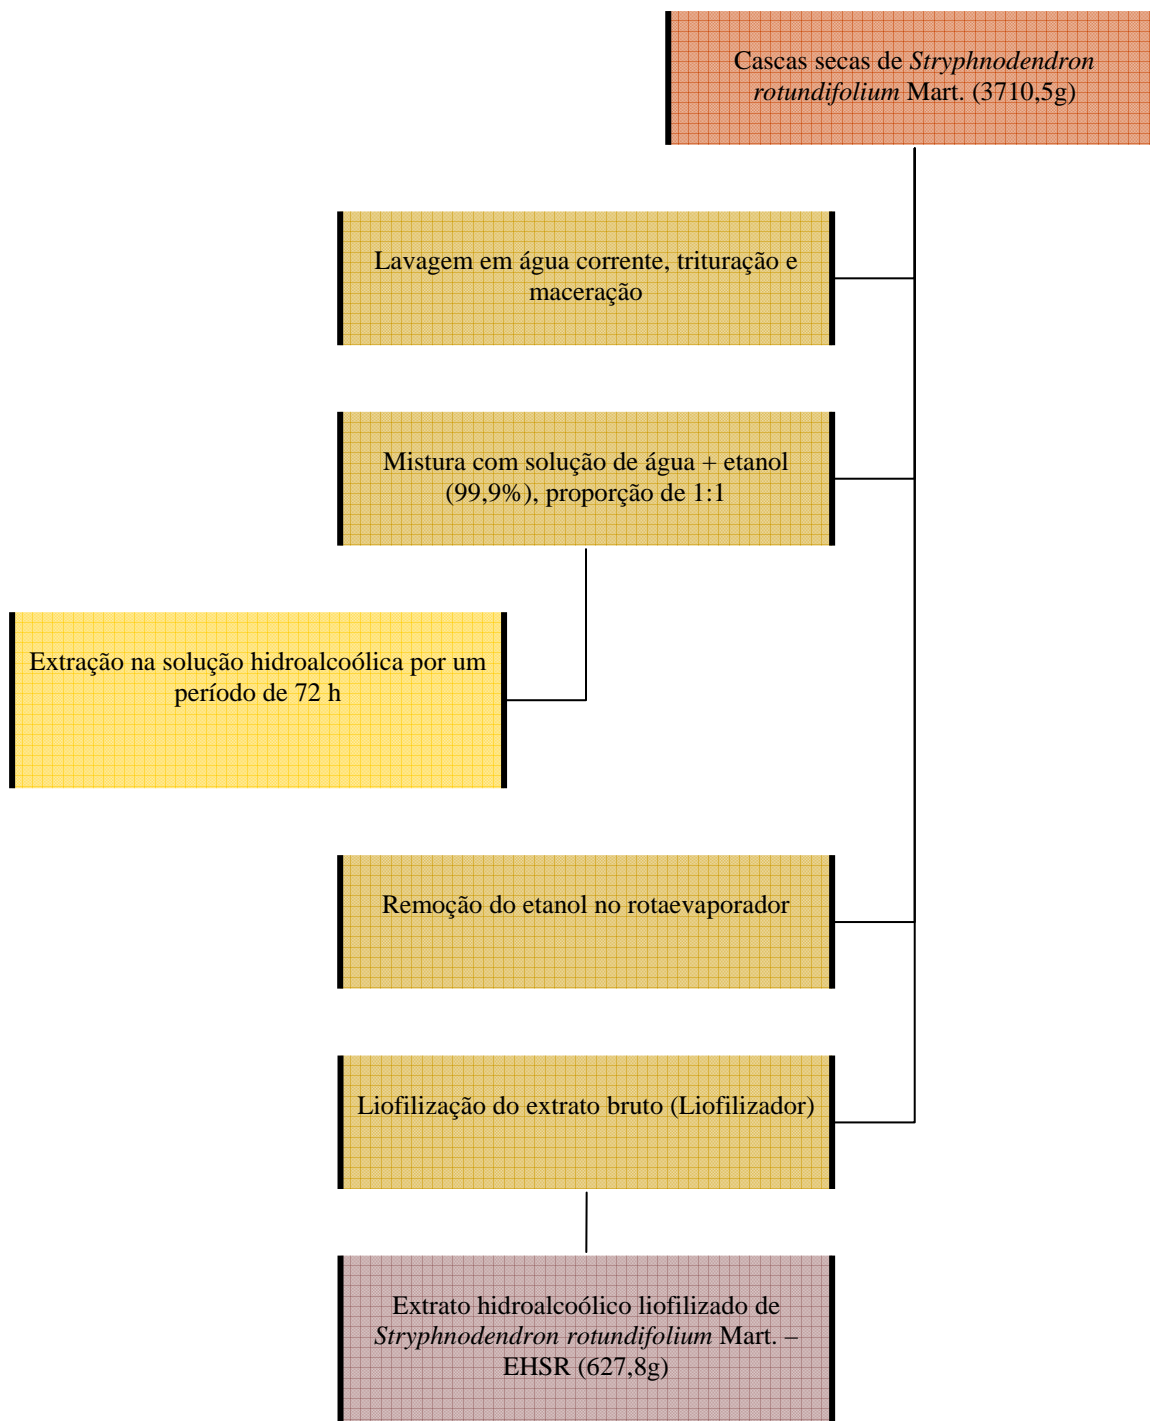 Cascas secas de Stryphnodendron
rotundifolium Mart. (3710,5g)
Lavagem em água corrente, trituração e
maceração
Mistura com solução de água + etanol
(99,9%), proporção de 1:1
Extração na solução hidroalcoólica por um
período de 72 h
Remoção do etanol no rotaevaporador
Liofilização do extrato bruto (Liofilizador)
Extrato hidroalcoólico liofilizado de
Stryphnodendron rotundifolium Mart. –
EHSR (627,8g)